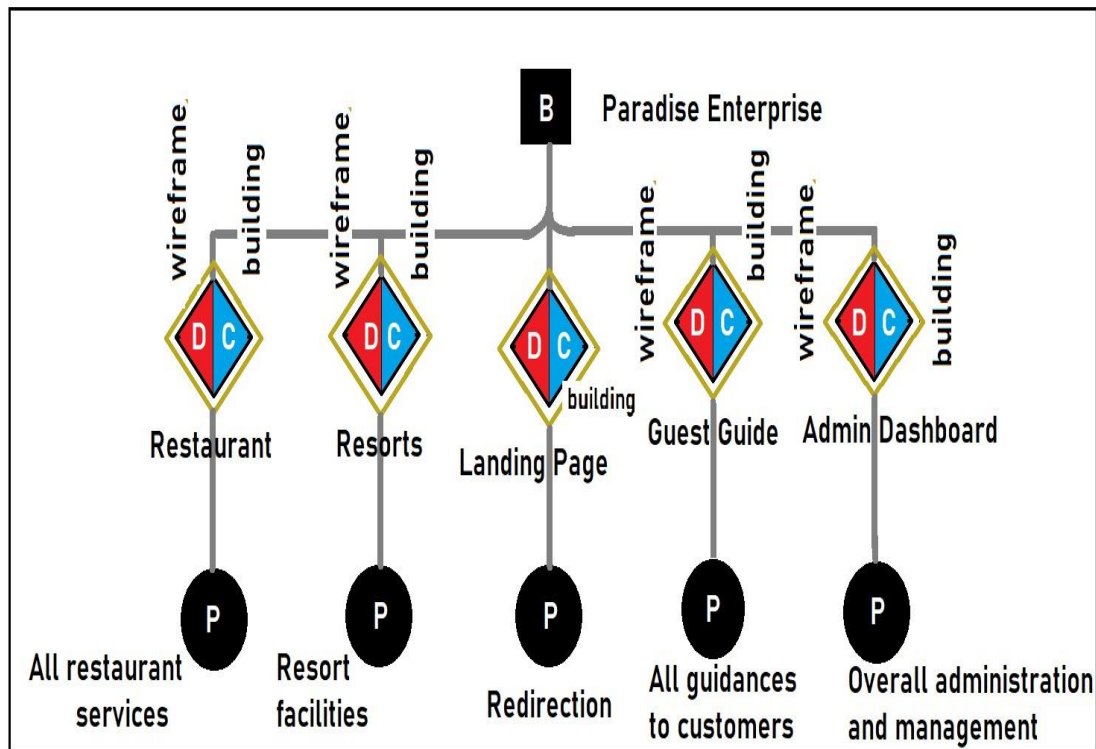 B
Paradise Enterprise
wireframe.
building
wireframe.
building
wireframe.
building
wireframe.
building
D C
D C
D C
D C
D C
building
Restaurant
Resorts
Landing Page
Guest Guide
Admin Dashboard
P
P
P
P
P
All restaurant
services
Resort
facilities
Redirection
All guidances
to customers
Overall administration
and management